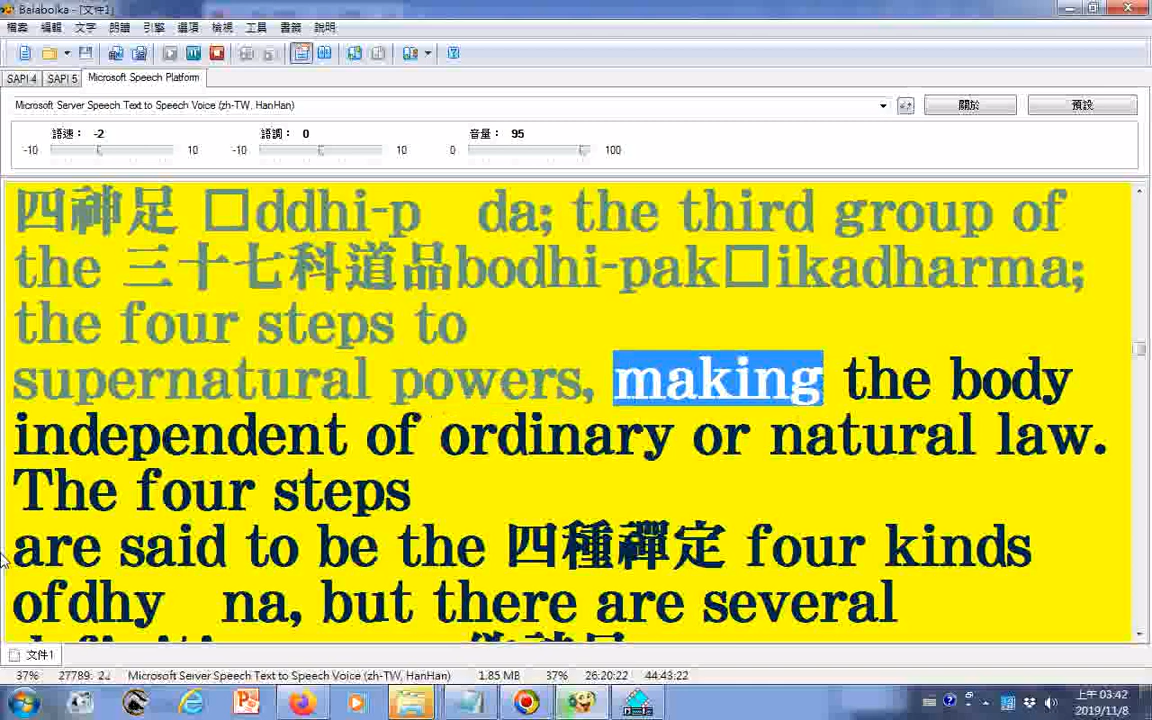 Balabolka - [文件1]
檔案 編輯 文字 朗讀 引擎 選項 檢視 工具 書籤 說明
SAPI 4 SAPI 5 Microsoft Speech Platform
Microsoft Server Speech Text to Speech Voice (zh-TW, HanHan) 關於 預設
語速： -2 語調： 0 音量： 95
-10 10 -10 10 0 100
四神足 □ddhi-p da; the third group of
the 三十七科道品bodhi-pak□ikadharma;
the four steps to
supernatural powers, making the body
independent of ordinary or natural law.
The four steps
are said to be the 四種禪定 four kinds
ofdhy na, but there are several
文件1
37% Microsoft Server Speech Text to Speech Voice (zh-TW, HanHan) 1.85 MB 37% 26:20:22 44:43:22
上午 03:42
2019/11/8